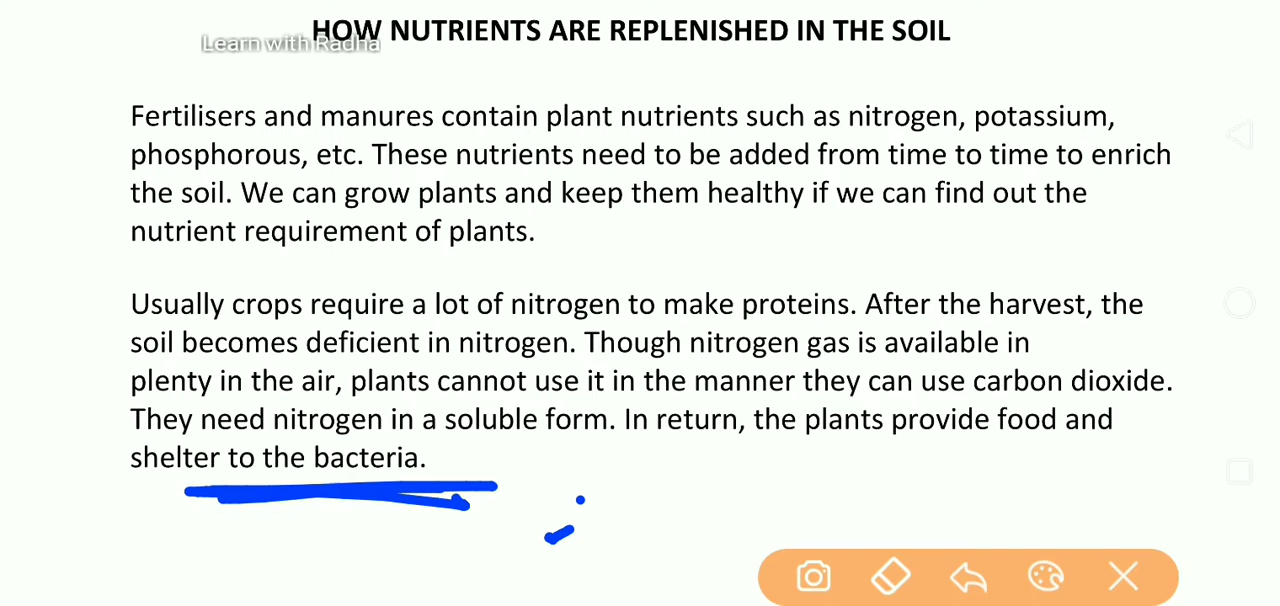 HOW NUTRIENTS ARE REPLENISHED IN THE SOIL
Learn with Radha
Fertilisers and manures contain plant nutrients such as nitrogen, potassium,
phosphorous, etc. These nutrients need to be added from time to time to enrich
the soil. We can grow plants and keep them healthy if we can find out the
nutrient requirement of plants.
Usually crops require a lot of nitrogen to make proteins. After the harvest, the
soil becomes deficient in nitrogen. Though nitrogen gas is available in
plenty in the air, plants cannot use it in the manner they can use carbon dioxide.
They need nitrogen in a soluble form. In return, the plants provide food and
shelter to the bacteria.